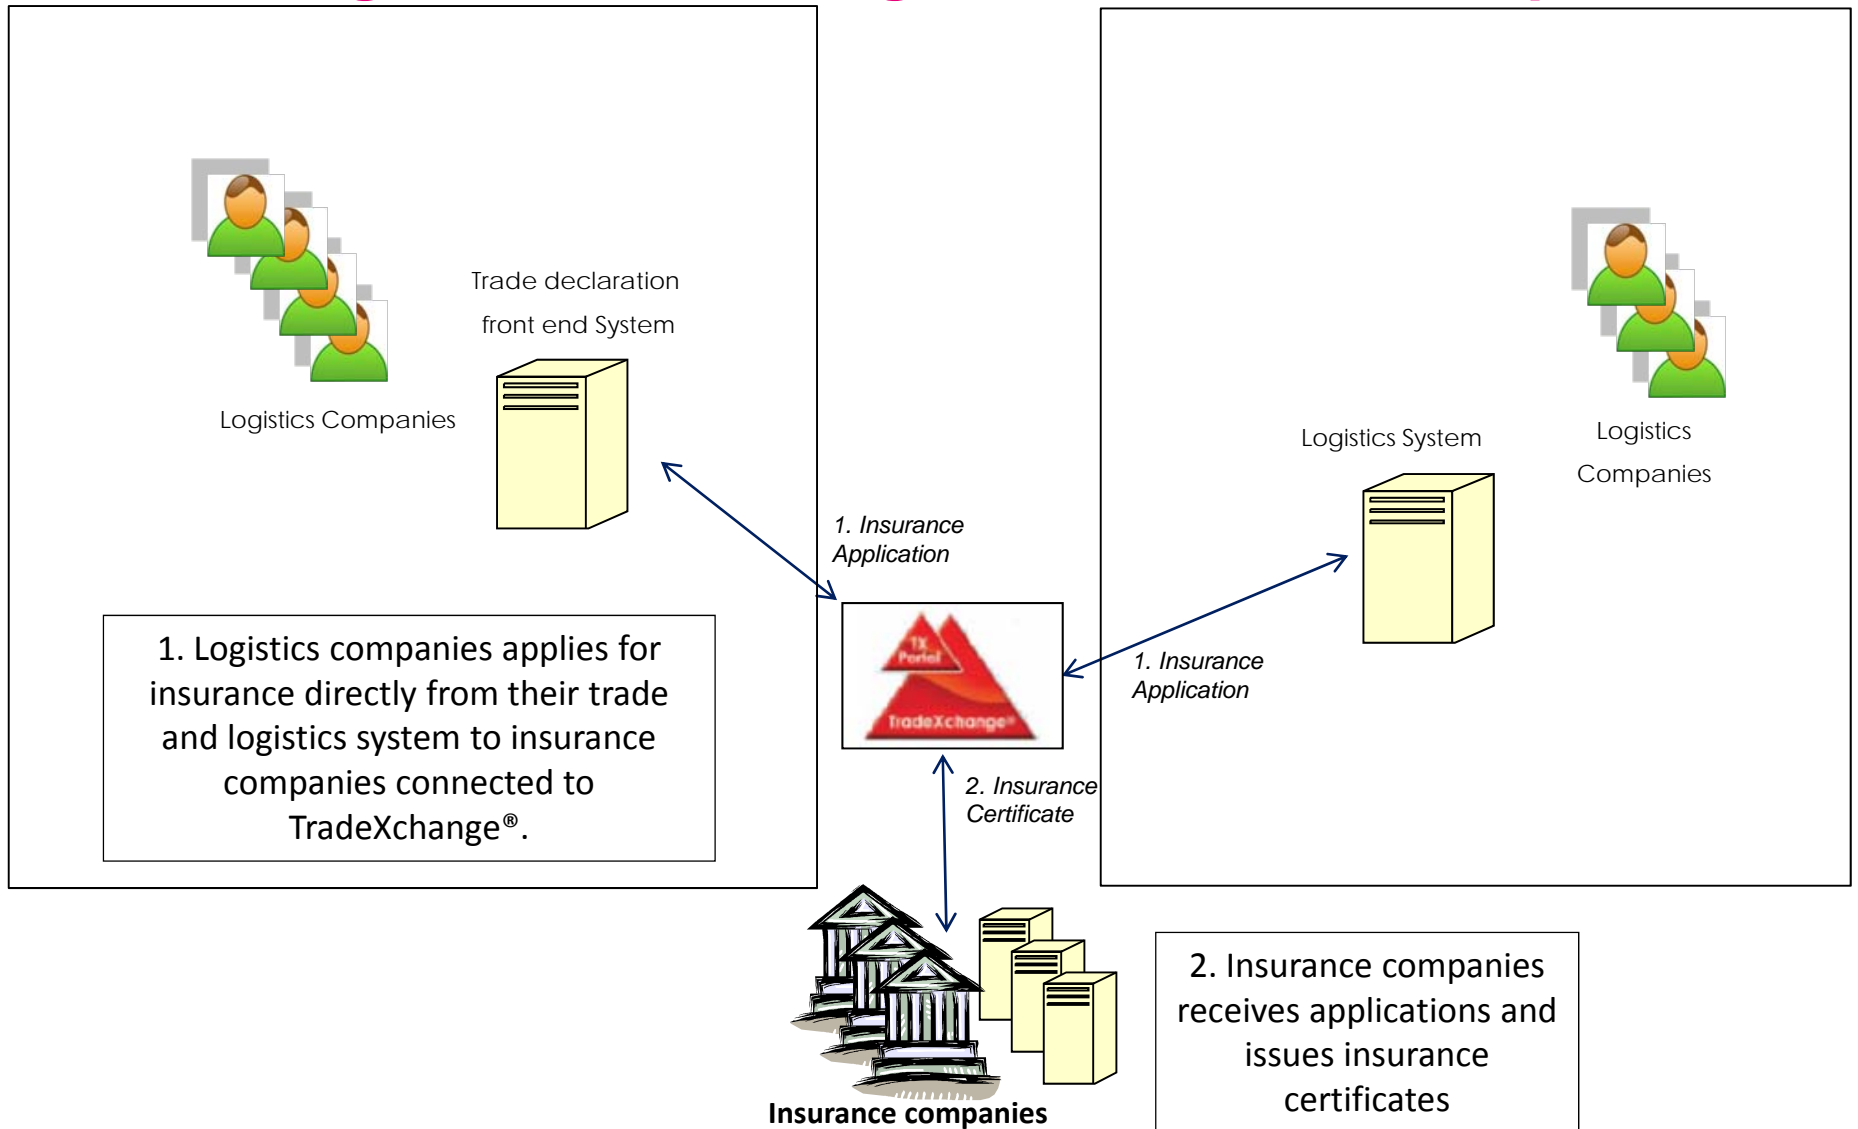 Trade declaration
front end System
Logistics Companies
Logistics System
Logistics
Companies
1. Insurance
Application
1. Logistics companies applies for
insurance directly from their trade
and logistics system to insurance
companies connected to
TradeXchange®.
TX
Portal
TradeXchange®
1. Insurance
Application
2. Insurance
Certificate
2. Insurance companies
receives applications and
issues insurance
certificates
Insurance companies